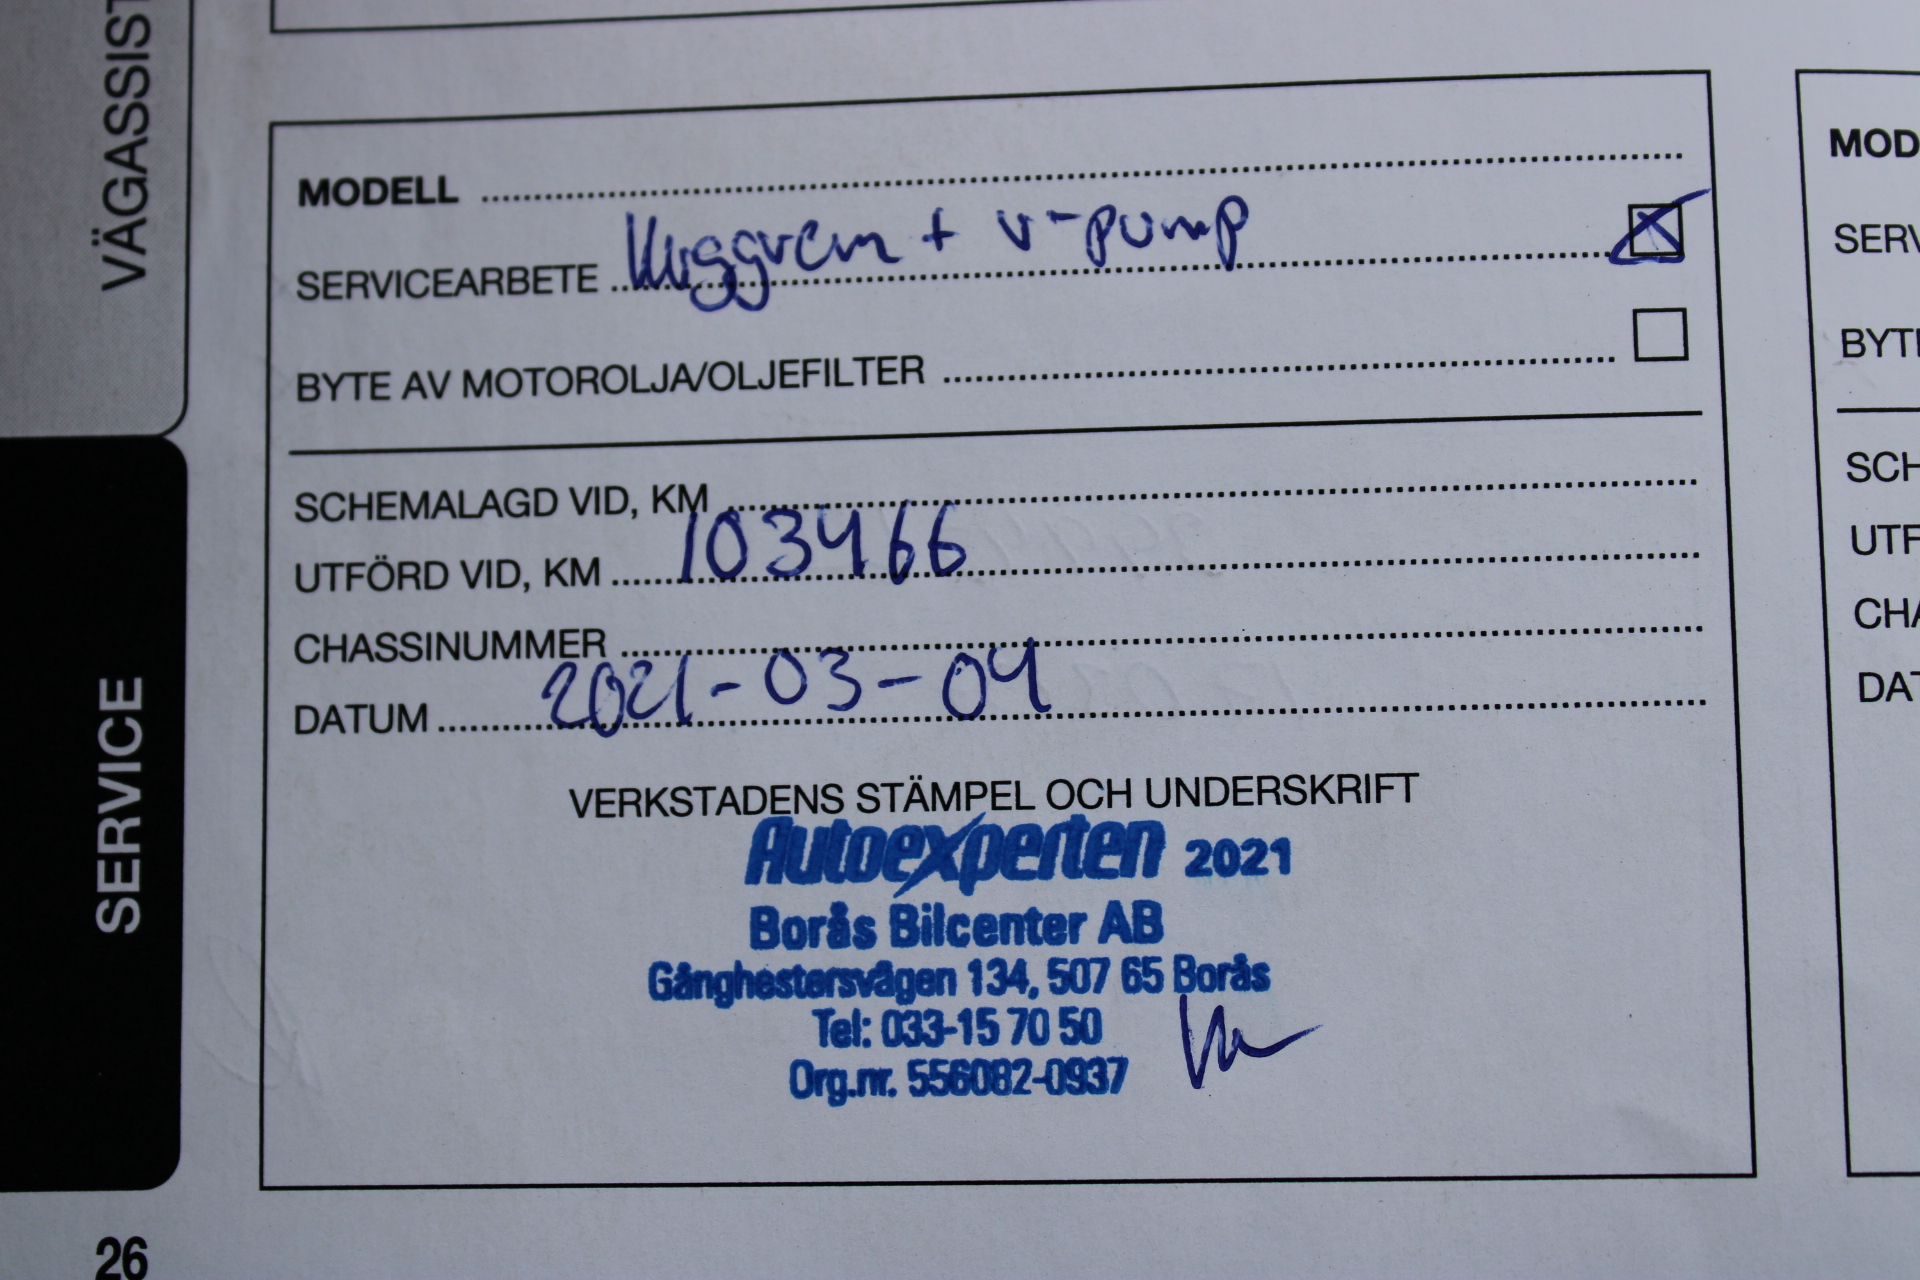 VÄGASSIST
MODELL
SERVICEARBETE Kuggrem + v-pump
BYTE AV MOTOROLJA/OLJEFILTER
SCHEMALAGD VID, KM
UTFÖRD VID, KM 103466
CHASSINUMMER
DATUM 2021-03-04
VERKSTADENS STÄMPEL OCH UNDERSKRIFT
Autoexperten 2021
Borås Bilcenter AB
Gånghestersvägen 134, 507 65 Borås
Tel: 033-15 70 50
Org.nr. 556082-0937
SERVICE
26
MOD
SERV
BYTE
SCH
UTF
CHA
DAT